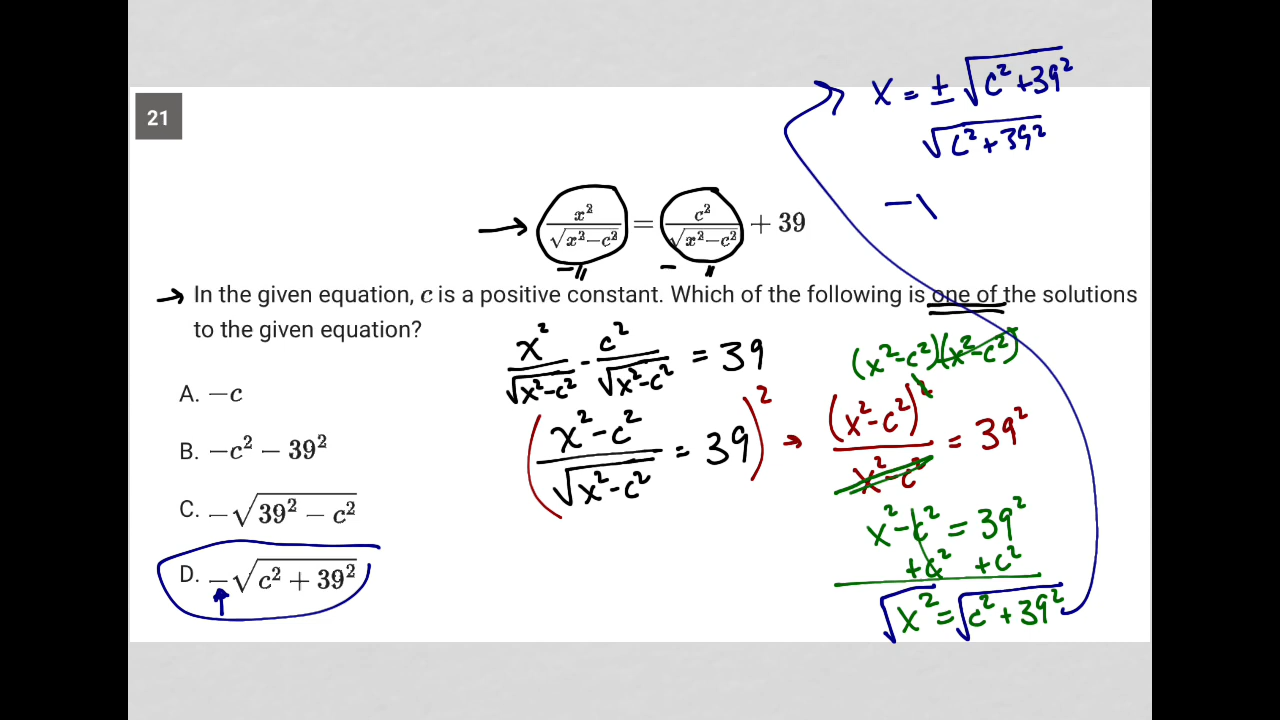 x = ± √(c² + 39²)
√(c² + 39²)
21
x²/√(x²−c²) = c²/√(x²−c²) + 39
In the given equation, c is a positive constant. Which of the following is one of the solutions
to the given equation?
x²/√(x²−c²) - c²/√(x²−c²) = 39
(x²−c²)(x²−c²)
A. −c
((x²−c²)/√(x²−c²) = 39)² → (x²−c²)²/(x²−c²) = 39²
B. −c² − 39²
C. −√(39² − c²)
x² − c² = 39²
+c² +c²
D. −√(c² + 39²)
√x² = √(c² + 39²)